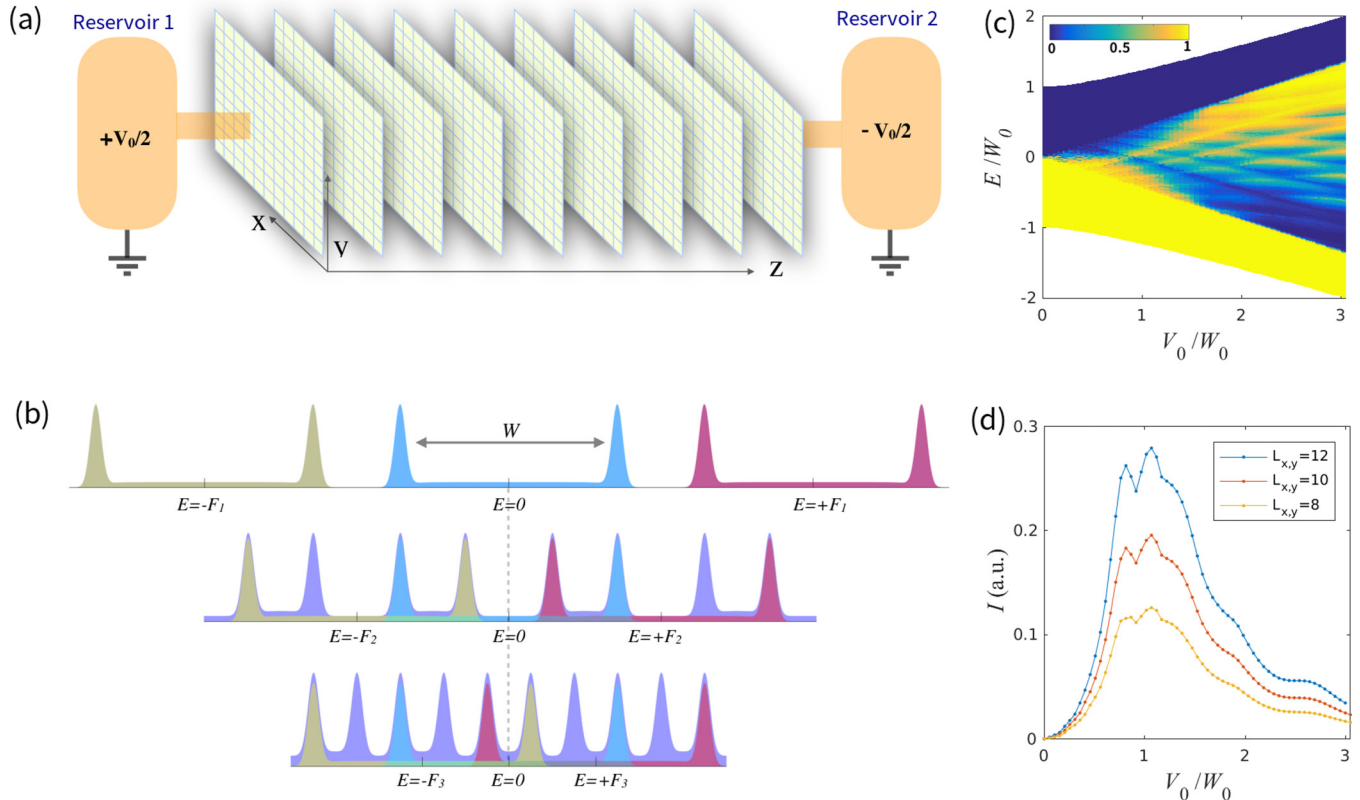 (a)
Reservoir 1
Reservoir 2
+V0/2
- V0/2
X
V
Z
(b)
W
E=-F1
E=0
E=+F1
E=-F2
E=0
E=+F2
E=-F3
E=0
E=+F3
(c)
0 0.5 1
2
1
0
-1
-2
E/W0
0 1 2 3
V0/W0
(d)
0.3
0.2
0.1
0
I (a.u.)
Lx,y=12
Lx,y=10
Lx,y=8
0 1 2 3
V0/W0